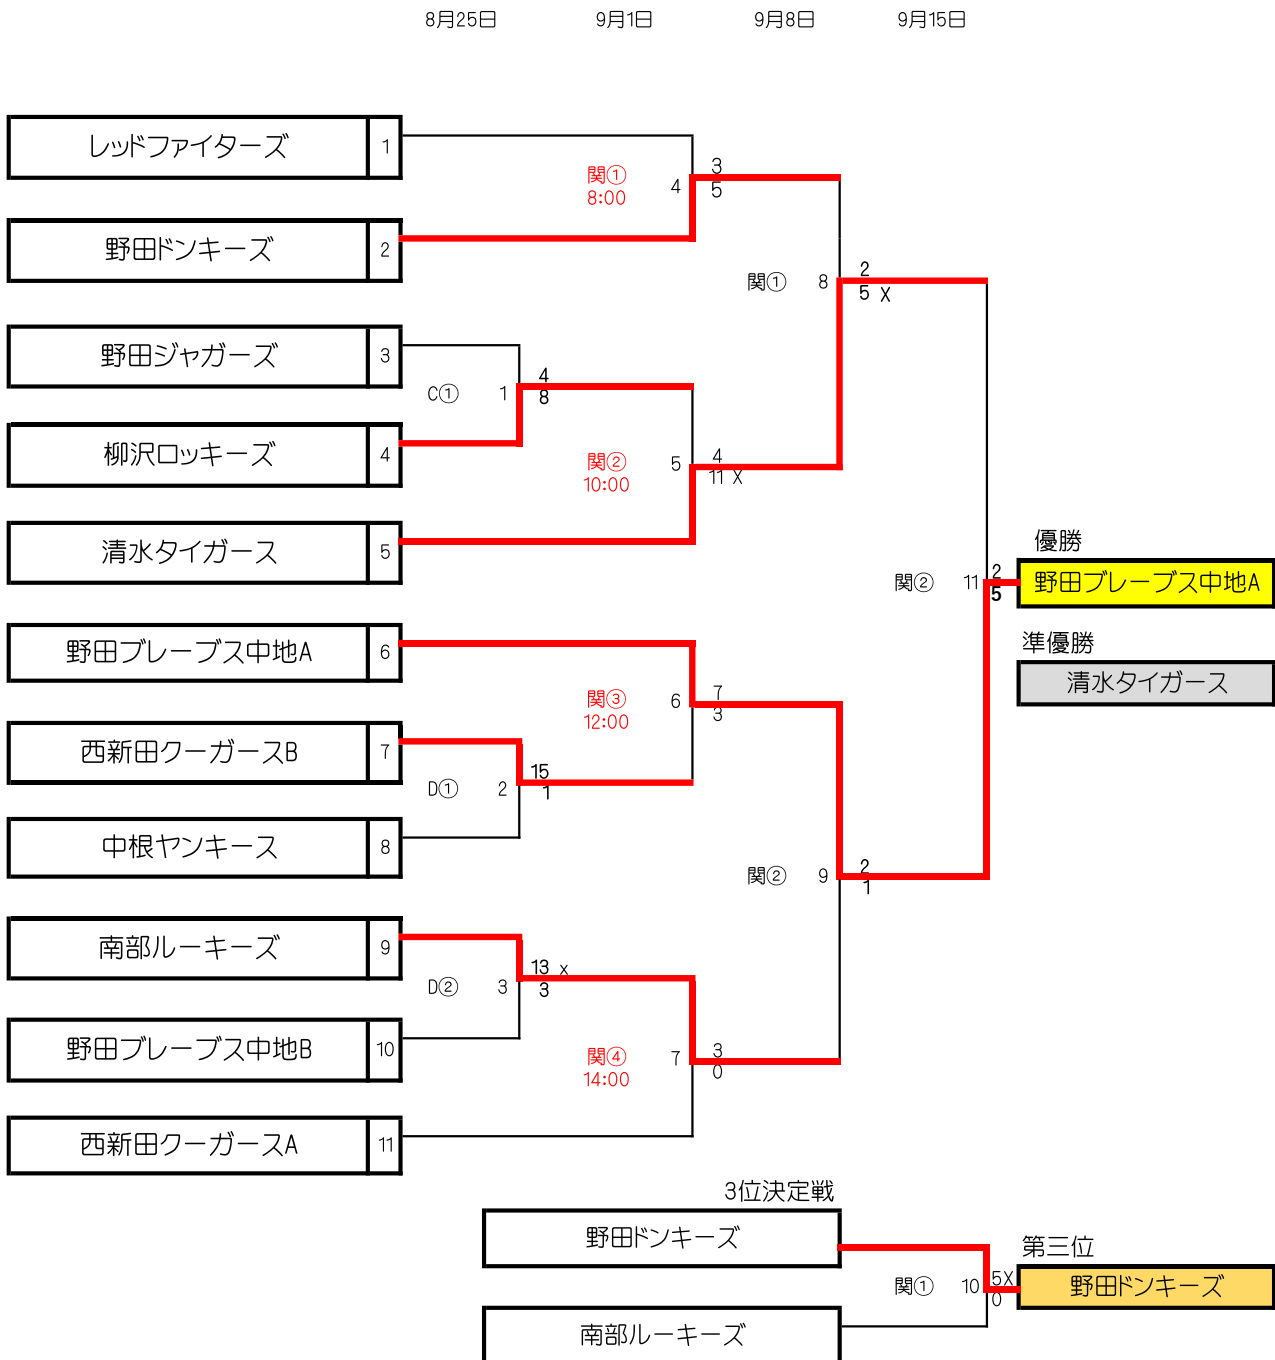 8月25日 9月1日 9月8日 9月15日
レッドファイターズ 1
関① 3
8:00 4 5
野田ドンキーズ 2
関① 8 2
5 X
野田ジャガーズ 3
C① 1 4
8
柳沢ロッキーズ 4
関② 5 4
10:00 11 X
清水タイガース 5
優勝
関② 11 2
5
野田ブレーブス中地A
野田ブレーブス中地A 6
準優勝
清水タイガース
関③ 6 7
12:00 3
西新田クーガースB 7
D① 2 15
1
中根ヤンキース 8
関② 9 2
1
南部ルーキーズ 9
D② 3 13 x
3
野田ブレーブス中地B 10
関④ 7 3
14:00 0
西新田クーガースA 11
3位決定戦
野田ドンキーズ
第三位
関① 10 5X
0
野田ドンキーズ
南部ルーキーズ